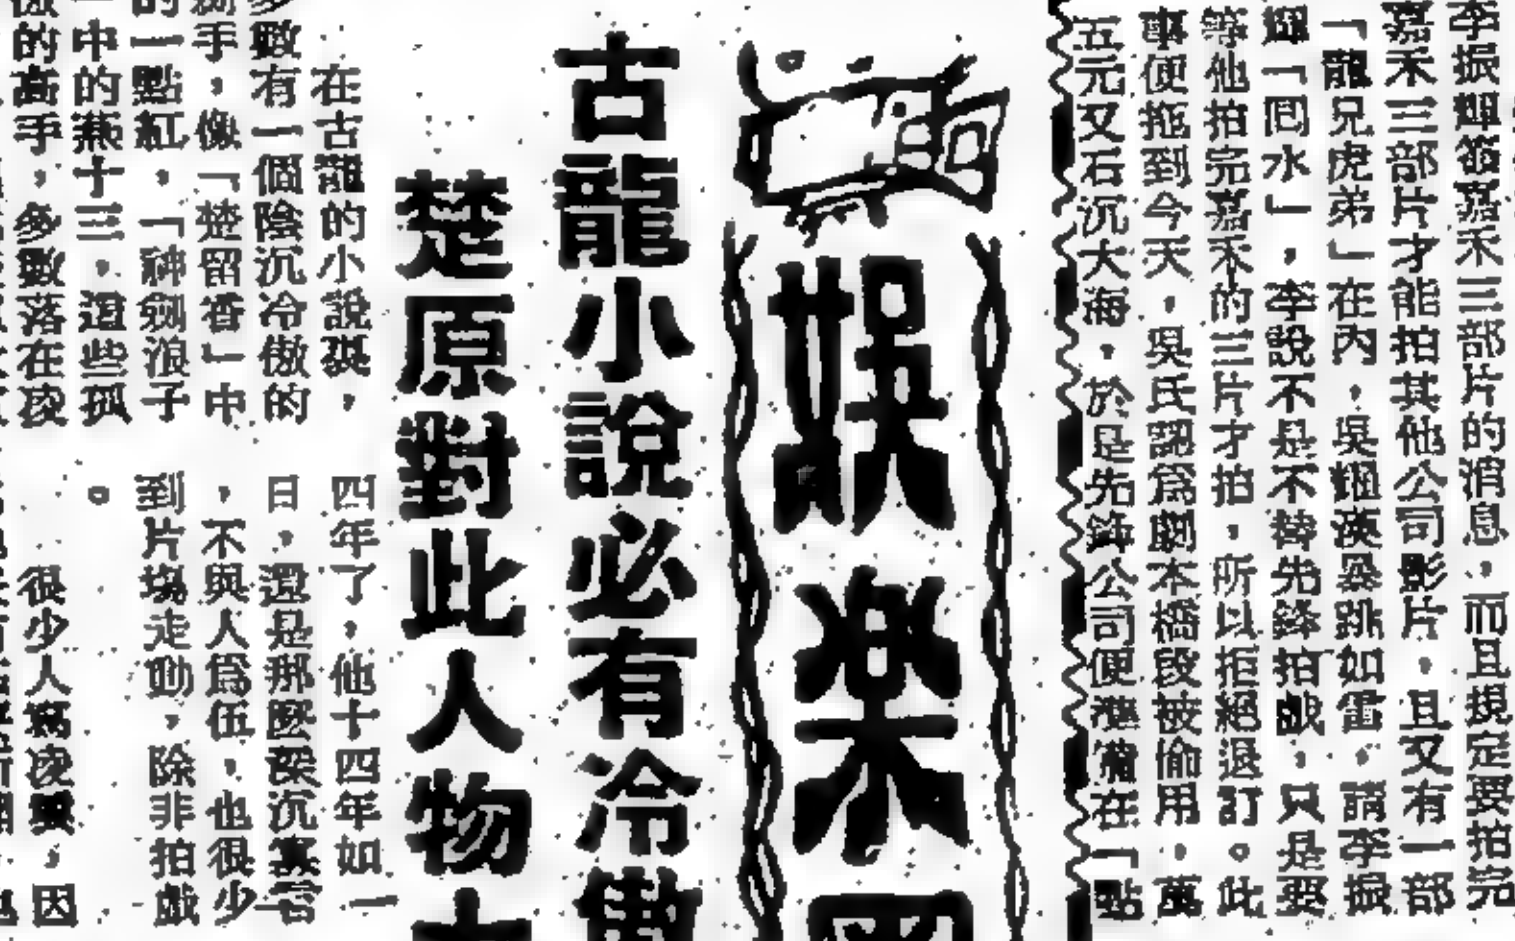 李振輝簽嘉禾三部片的消息，而且規定要拍完
嘉禾三部片才能拍其他公司影片，且又有一部
「龍兄虎弟」在內，吳
暴跳如雷，請李振
輝「回水」，李說不是不替先鋒拍戲，只是要
等他拍完嘉禾的三片才拍，所以拒絕退訂。此
事便拖到今天，吳氏認為劇本橋段被偷用，萬
五元又石沉大海，於是先鋒公司便準備在「點
娛樂
古龍小說必有冷傲
楚原對此人物
在古龍的小說裏，
多數有一個陰沉冷傲的
劍手，像「楚留香」中
的一點紅，「神劍浪子
中的燕十三，這些孤
傲的高手，多數落在凌
四年了，他十四年如一
日，還是那麼深沉寡言
，不與人為伍，也很少
到片場走動，除非拍戲
。
很少人
凌
，因